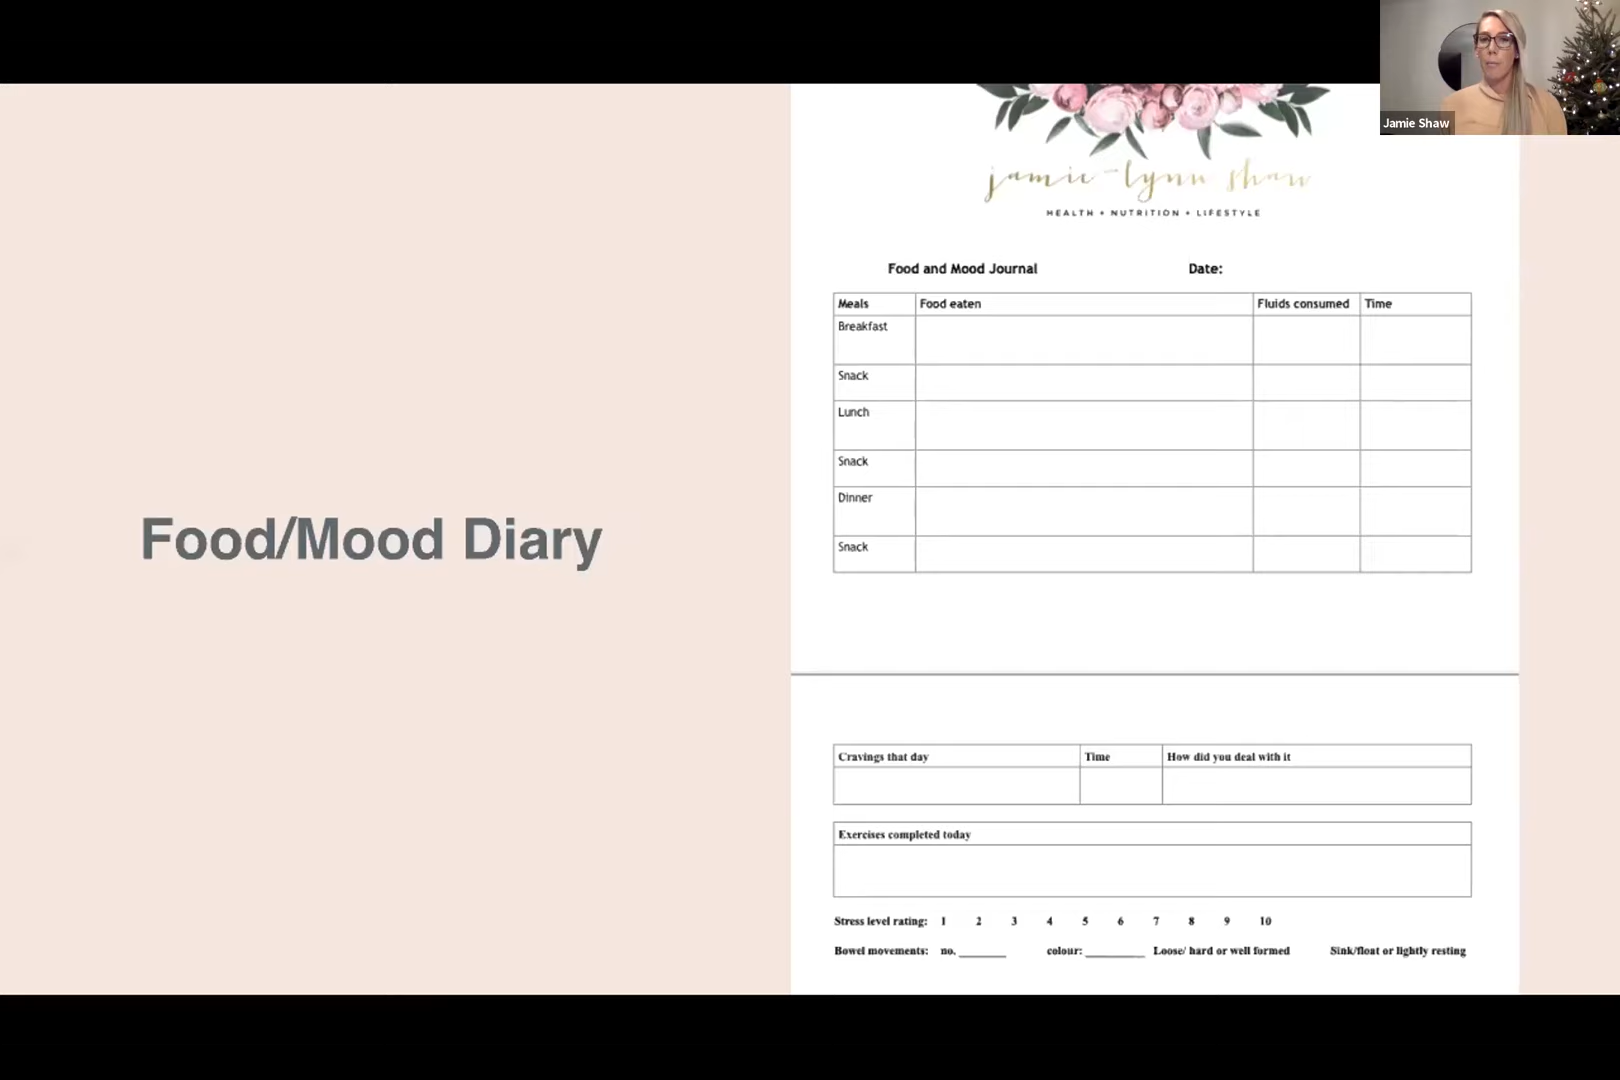 Jamie Shaw
jamie-lynn shaw
HEALTH • NUTRITION • LIFESTYLE
Food/Mood Diary
Food and Mood Journal Date:
Meals Food eaten Fluids consumed Time
Breakfast
Snack
Lunch
Snack
Dinner
Snack
Cravings that day Time How did you deal with it
Exercises completed today
Stress level rating: 1 2 3 4 5 6 7 8 9 10
Bowel movements: no. ______ colour: ______ Loose/ hard or well formed Sink/float or lightly resting